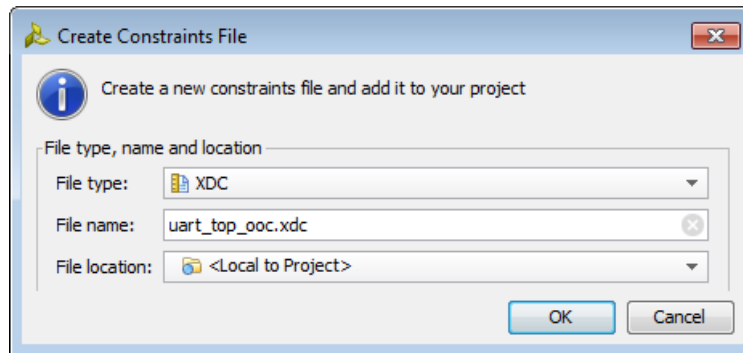 Create Constraints File
Create a new constraints file and add it to your project
File type, name and location
File type: XDC
File name: uart_top_ooc.xdc
File location: <Local to Project>
OK Cancel